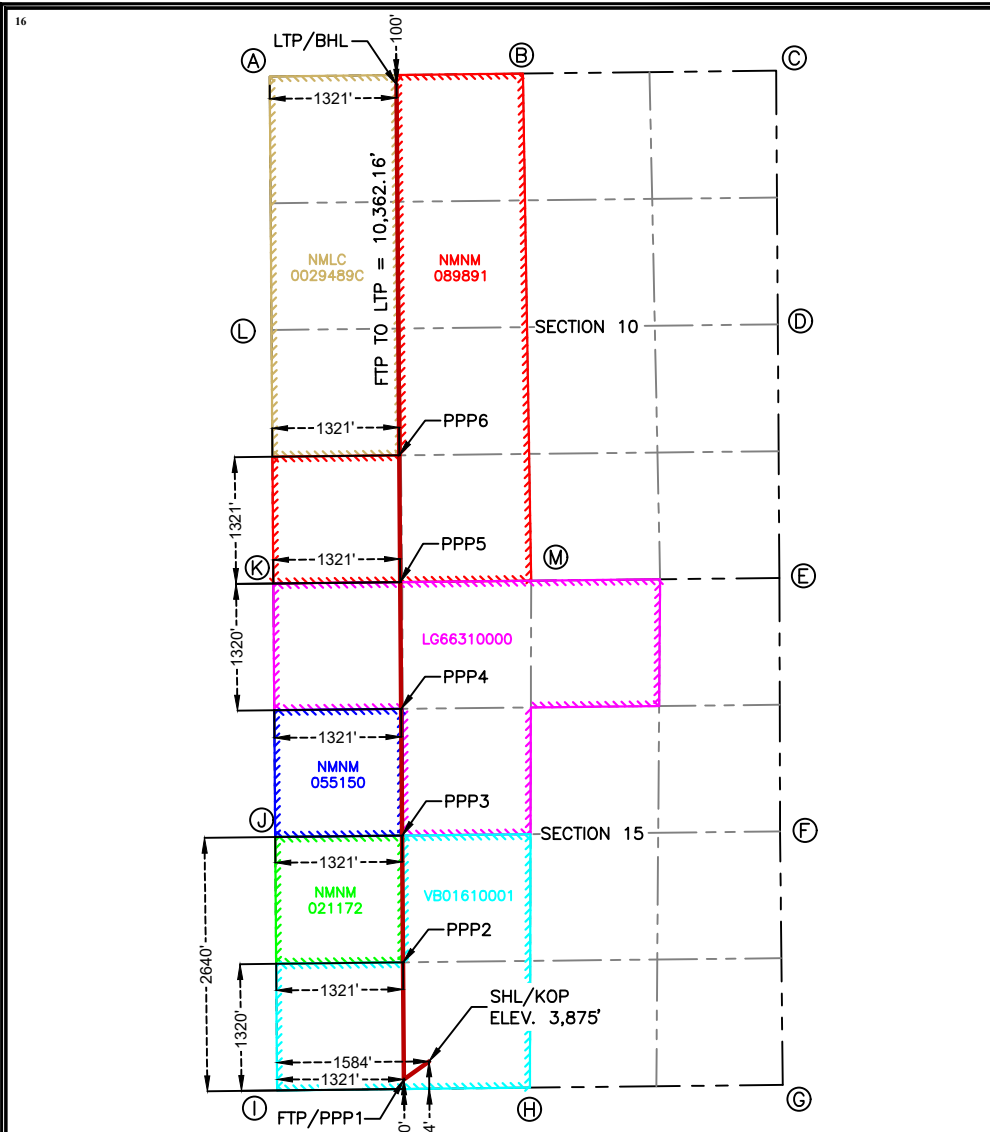 16
LTP/BHL
100'
A
B
C
1321'
FTP TO LTP = 10,362.16'
NMLC
0029489C
NMNM
089891
L
SECTION 10
D
1321'
PPP6
1321'
1321'
PPP5
K
M
E
1320'
LG66310000
PPP4
1321'
NMNM
055150
PPP3
J
SECTION 15
F
1321'
NMNM
021172
VB01610001
2640'
PPP2
1321'
SHL/KOP
ELEV. 3,875'
1320'
1584'
1321'
I
FTP/PPP1
H
G